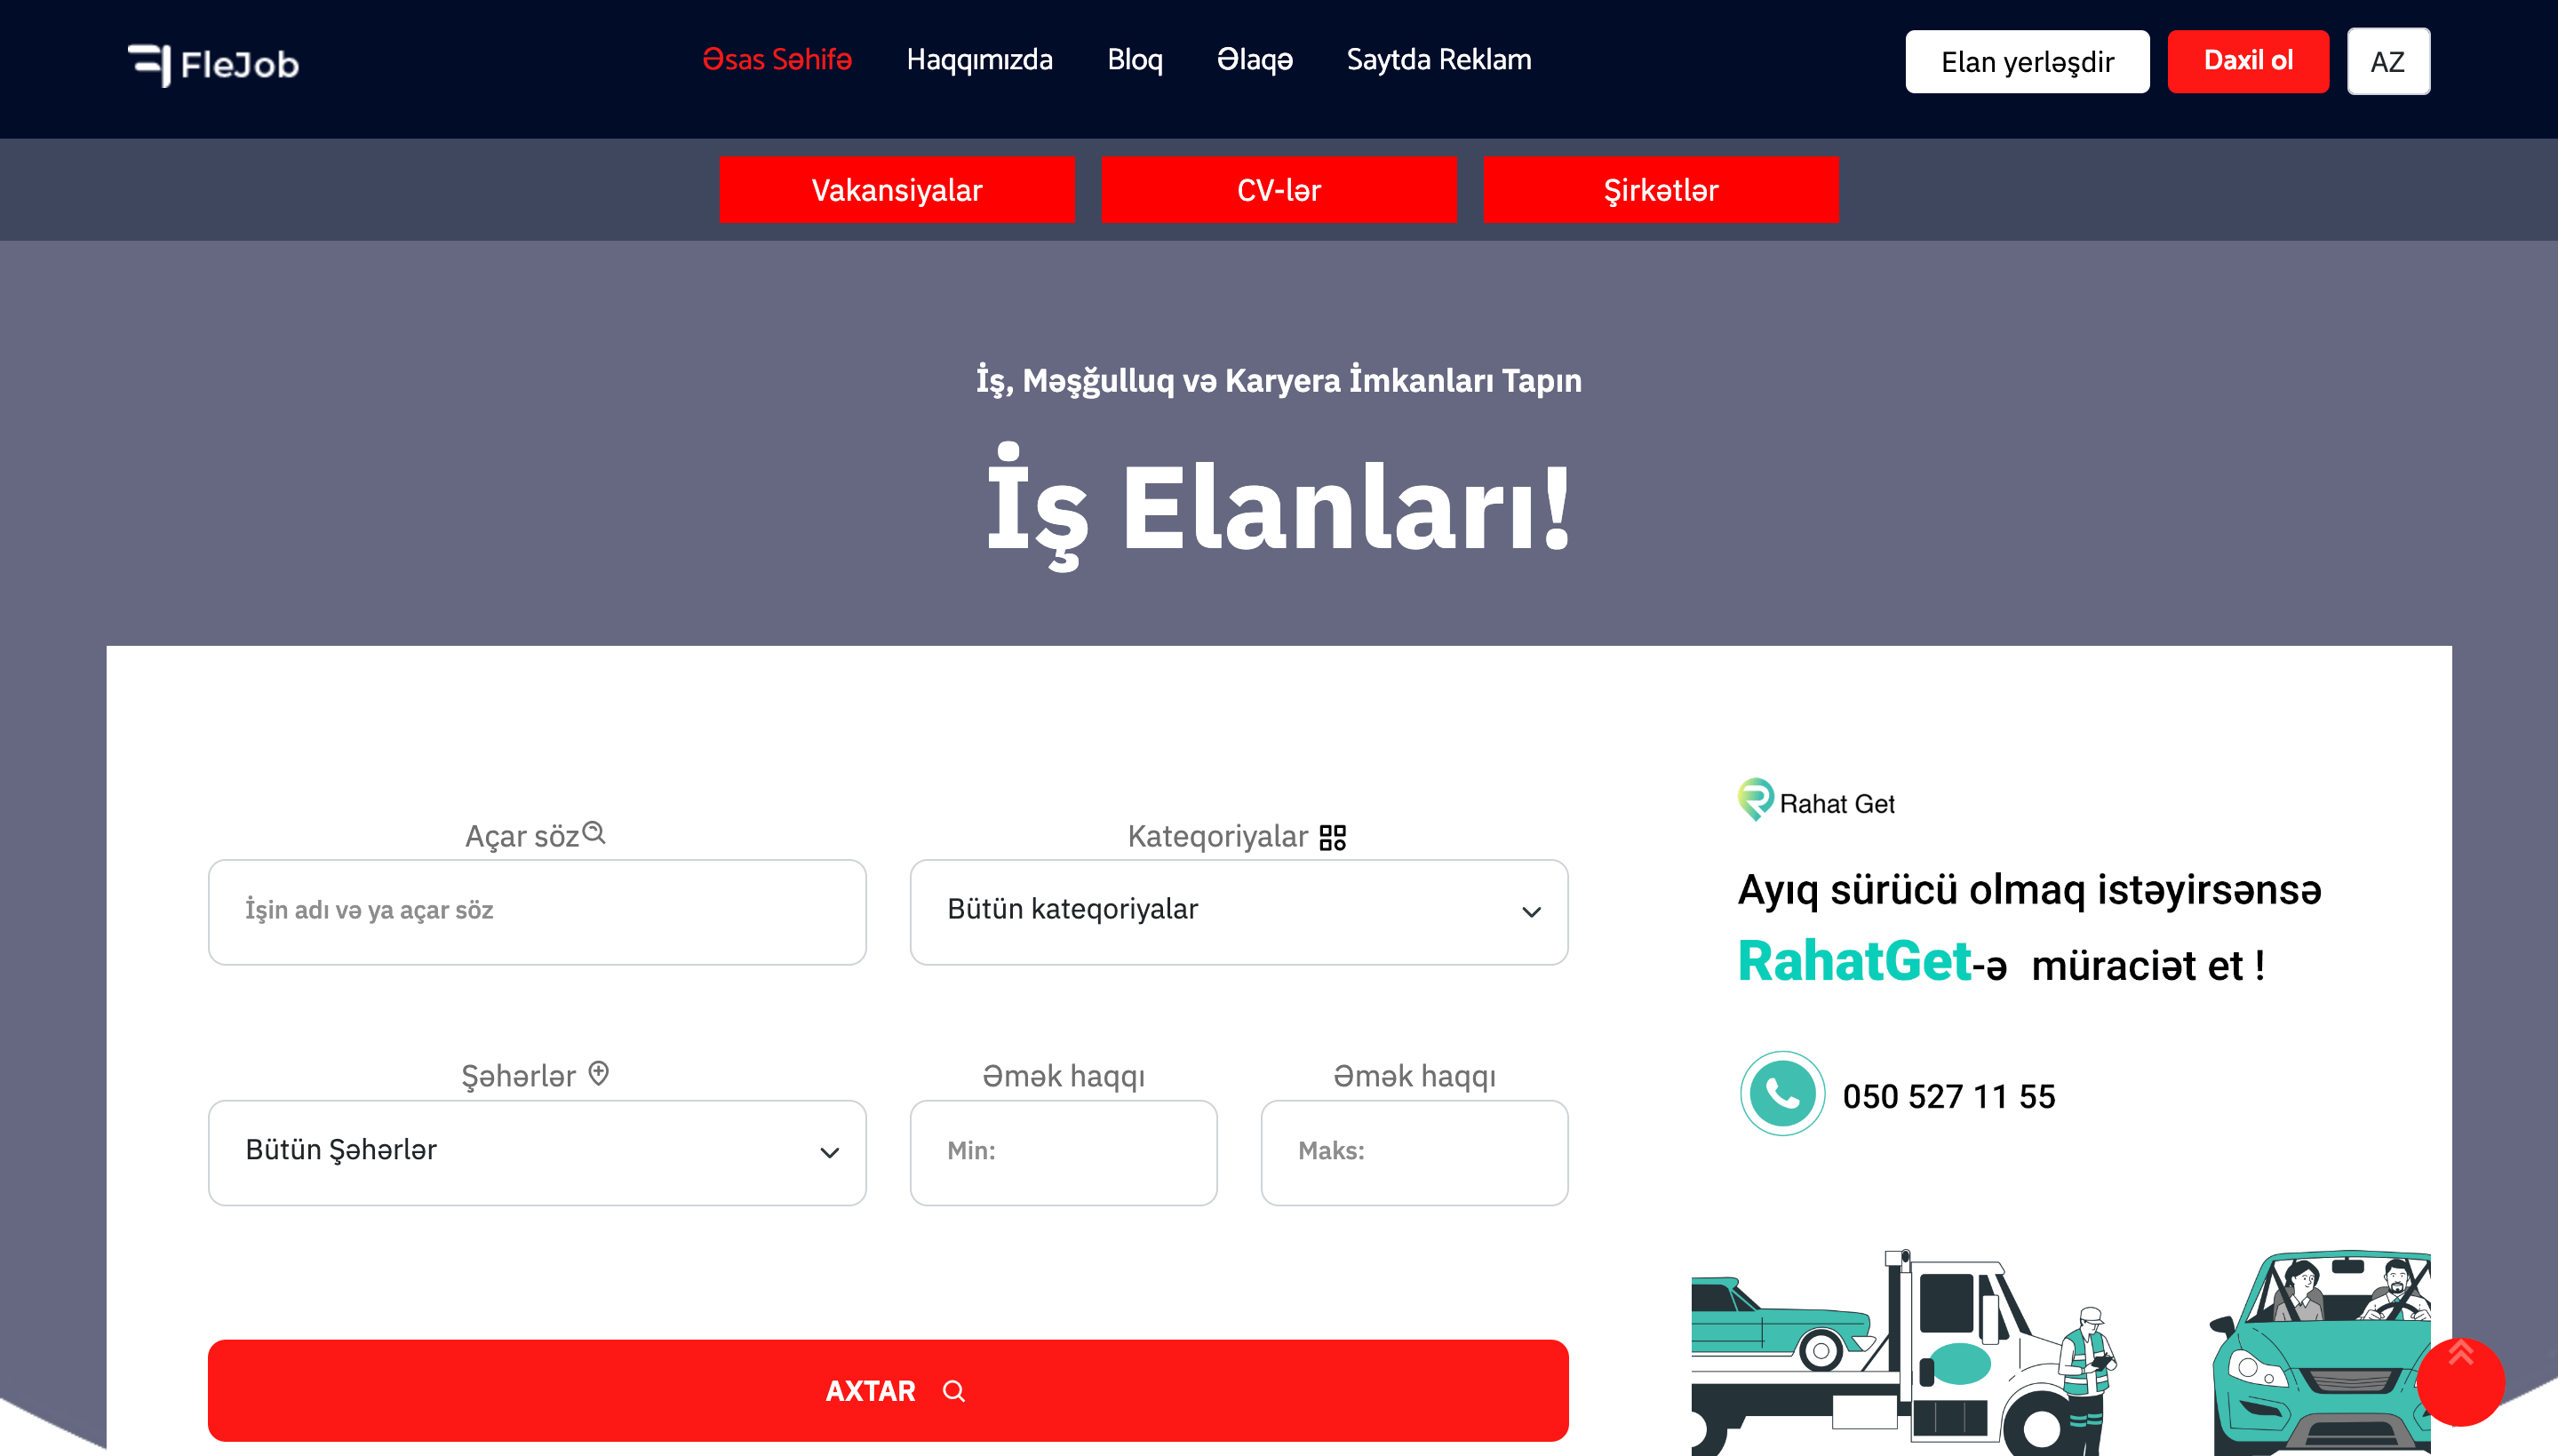 FleJob
Əsas Səhifə Haqqımızda Bloq Əlaqə Saytda Reklam
Elan yerləşdir Daxil ol AZ
Vakansiyalar CV-lər Şirkətlər
İş, Məşğulluq və Karyera İmkanları Tapın
İş Elanları!
Açar söz Kateqoriyalar
İşin adı və ya açar söz Bütün kateqoriyalar
Şəhərlər Əmək haqqı Əmək haqqı
Bütün Şəhərlər Min: Maks:
AXTAR
Rahat Get
Ayıq sürücü olmaq istəyirsənsə
RahatGet-ə müraciət et !
050 527 11 55